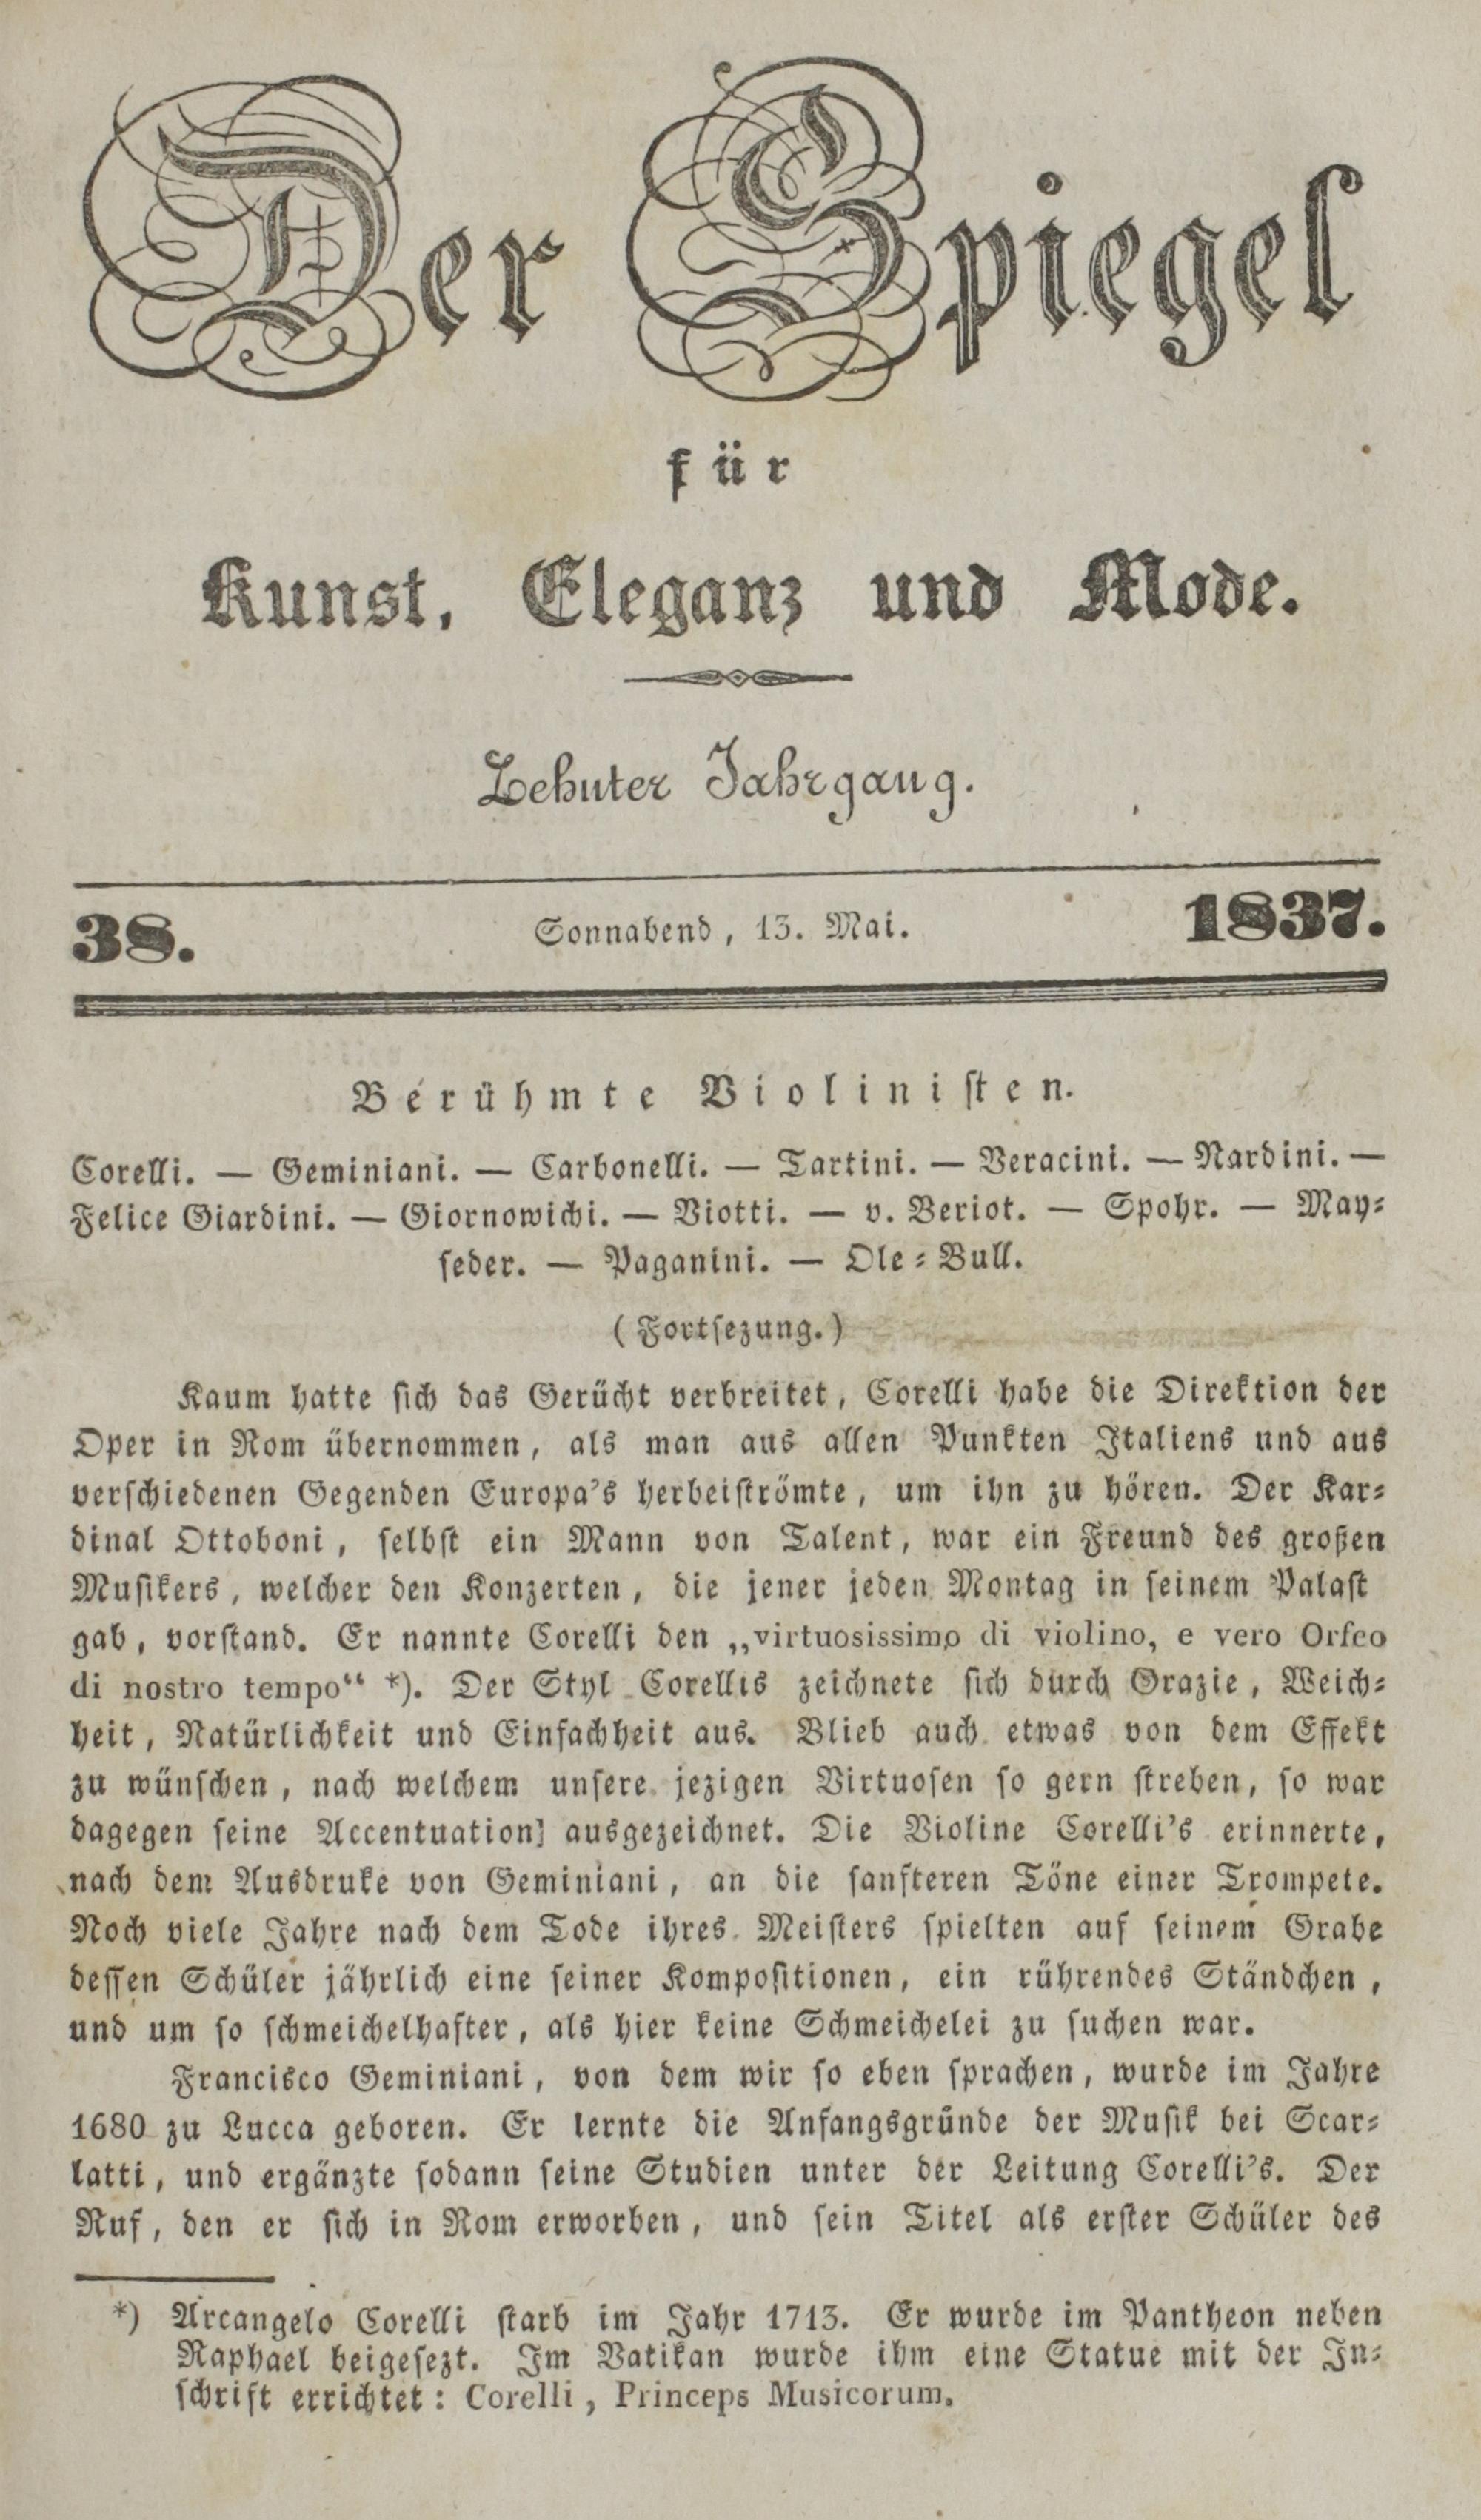 Der Spiegel
für
Kunst, Eleganz und Mode.
Zehnter Jahrgang.
38. Sonnabend, 13. Mai. 1837.
Berühmte Violinisten.
Corelli. — Geminiani. — Carbonelli. — Tartini. — Veracini. — Nardini. —
Felice Giardini. — Giornowichi. — Viotti. — v. Beriot. — Spohr. — May-
seder. — Paganini. — Ole-Bull.
(Fortsezung.)
Kaum hatte sich das Gerücht verbreitet, Corelli habe die Direktion der
Oper in Rom übernommen, als man aus allen Punkten Italiens und aus
verschiedenen Gegenden Europa's herbeiströmte, um ihn zu hören. Der Kar-
dinal Ottoboni, selbst ein Mann von Talent, war ein Freund des großen
Musikers, welcher den Konzerten, die jener jeden Montag in seinem Palast
gab, vorstand. Er nannte Corelli den „virtuosissimo di violino, e vero Orfeo
di nostro tempo“ *). Der Styl Corellis zeichnete sich durch Grazie, Weich-
heit, Natürlichkeit und Einfachheit aus. Blieb auch etwas von dem Effekt
zu wünschen, nach welchem unsere jezigen Virtuosen so gern streben, so war
dagegen seine Accentuation] ausgezeichnet. Die Violine Corelli's erinnerte,
nach dem Ausdruke von Geminiani, an die sanfteren Töne einer Trompete.
Noch viele Jahre nach dem Tode ihres Meisters spielten auf seinem Grabe
dessen Schüler jährlich eine seiner Kompositionen, ein rührendes Ständchen,
und um so schmeichelhafter, als hier keine Schmeichelei zu suchen war.
Francisco Geminiani, von dem wir so eben sprachen, wurde im Jahre
1680 zu Lucca geboren. Er lernte die Anfangsgründe der Musik bei Scar-
latti, und ergänzte sodann seine Studien unter der Leitung Corelli's. Der
Ruf, den er sich in Rom erworben, und sein Titel als erster Schüler des
*) Arcangelo Corelli starb im Jahr 1713. Er wurde im Pantheon neben
Raphael beigesezt. Im Vatikan wurde ihm eine Statue mit der In-
schrift errichtet: Corelli, Princeps Musicorum.